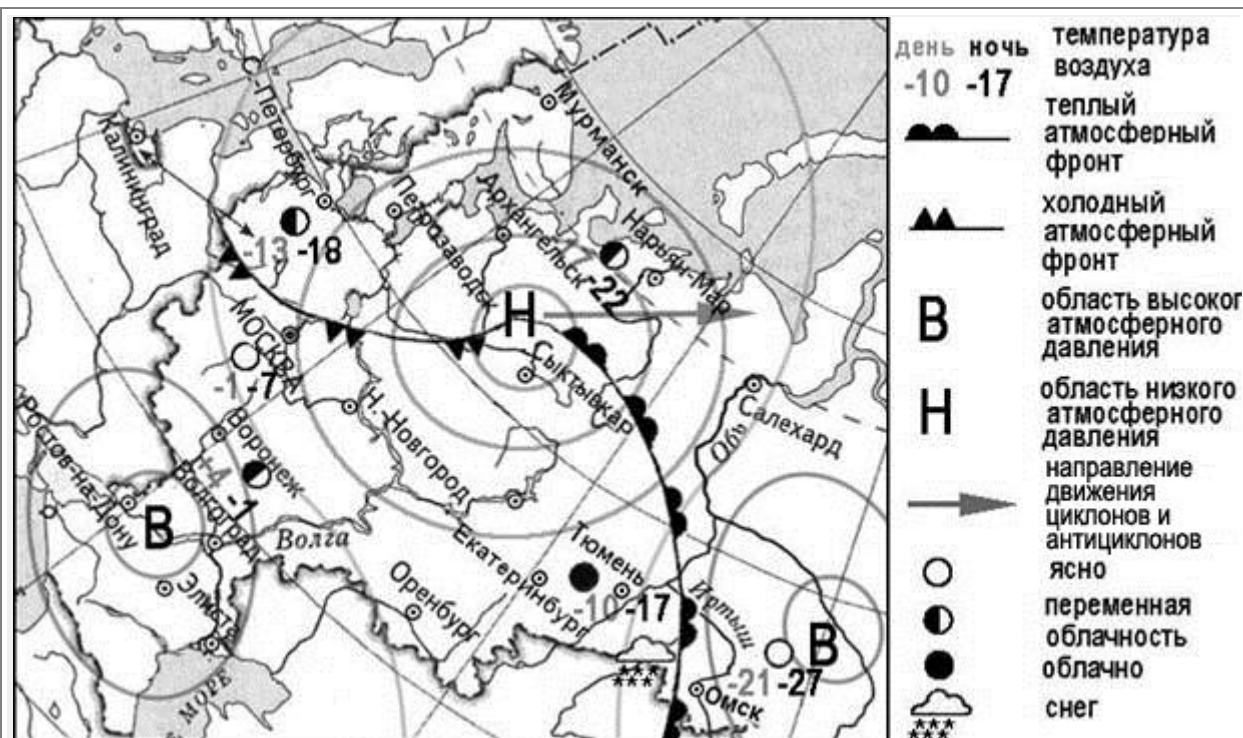 Мурманск
С.-Петербург
Калининград
Петрозаводск
Архангельск
Нарьян-Мар
-13 -18
-22
Н
МОСКВА
-1 -7
Сыктывкар
Салехард
Обь
Н.-Новгород
Воронеж
+4 -1
Ростов-на-Дону
Волгоград
В
Волга
Элиста
МОРЕ
Оренбург
Екатеринбург
Тюмень
-10 -17
Иртыш
В
-21 -27
Омск
день ночь
-10 -17
температура
воздуха
теплый
атмосферный
фронт
холодный
атмосферный
фронт
В
область высоког
атмосферного
давления
Н
область низкого
атмосферного
давления
направление
движения
циклонов и
антициклонов
ясно
переменная
облачность
облачно
снег